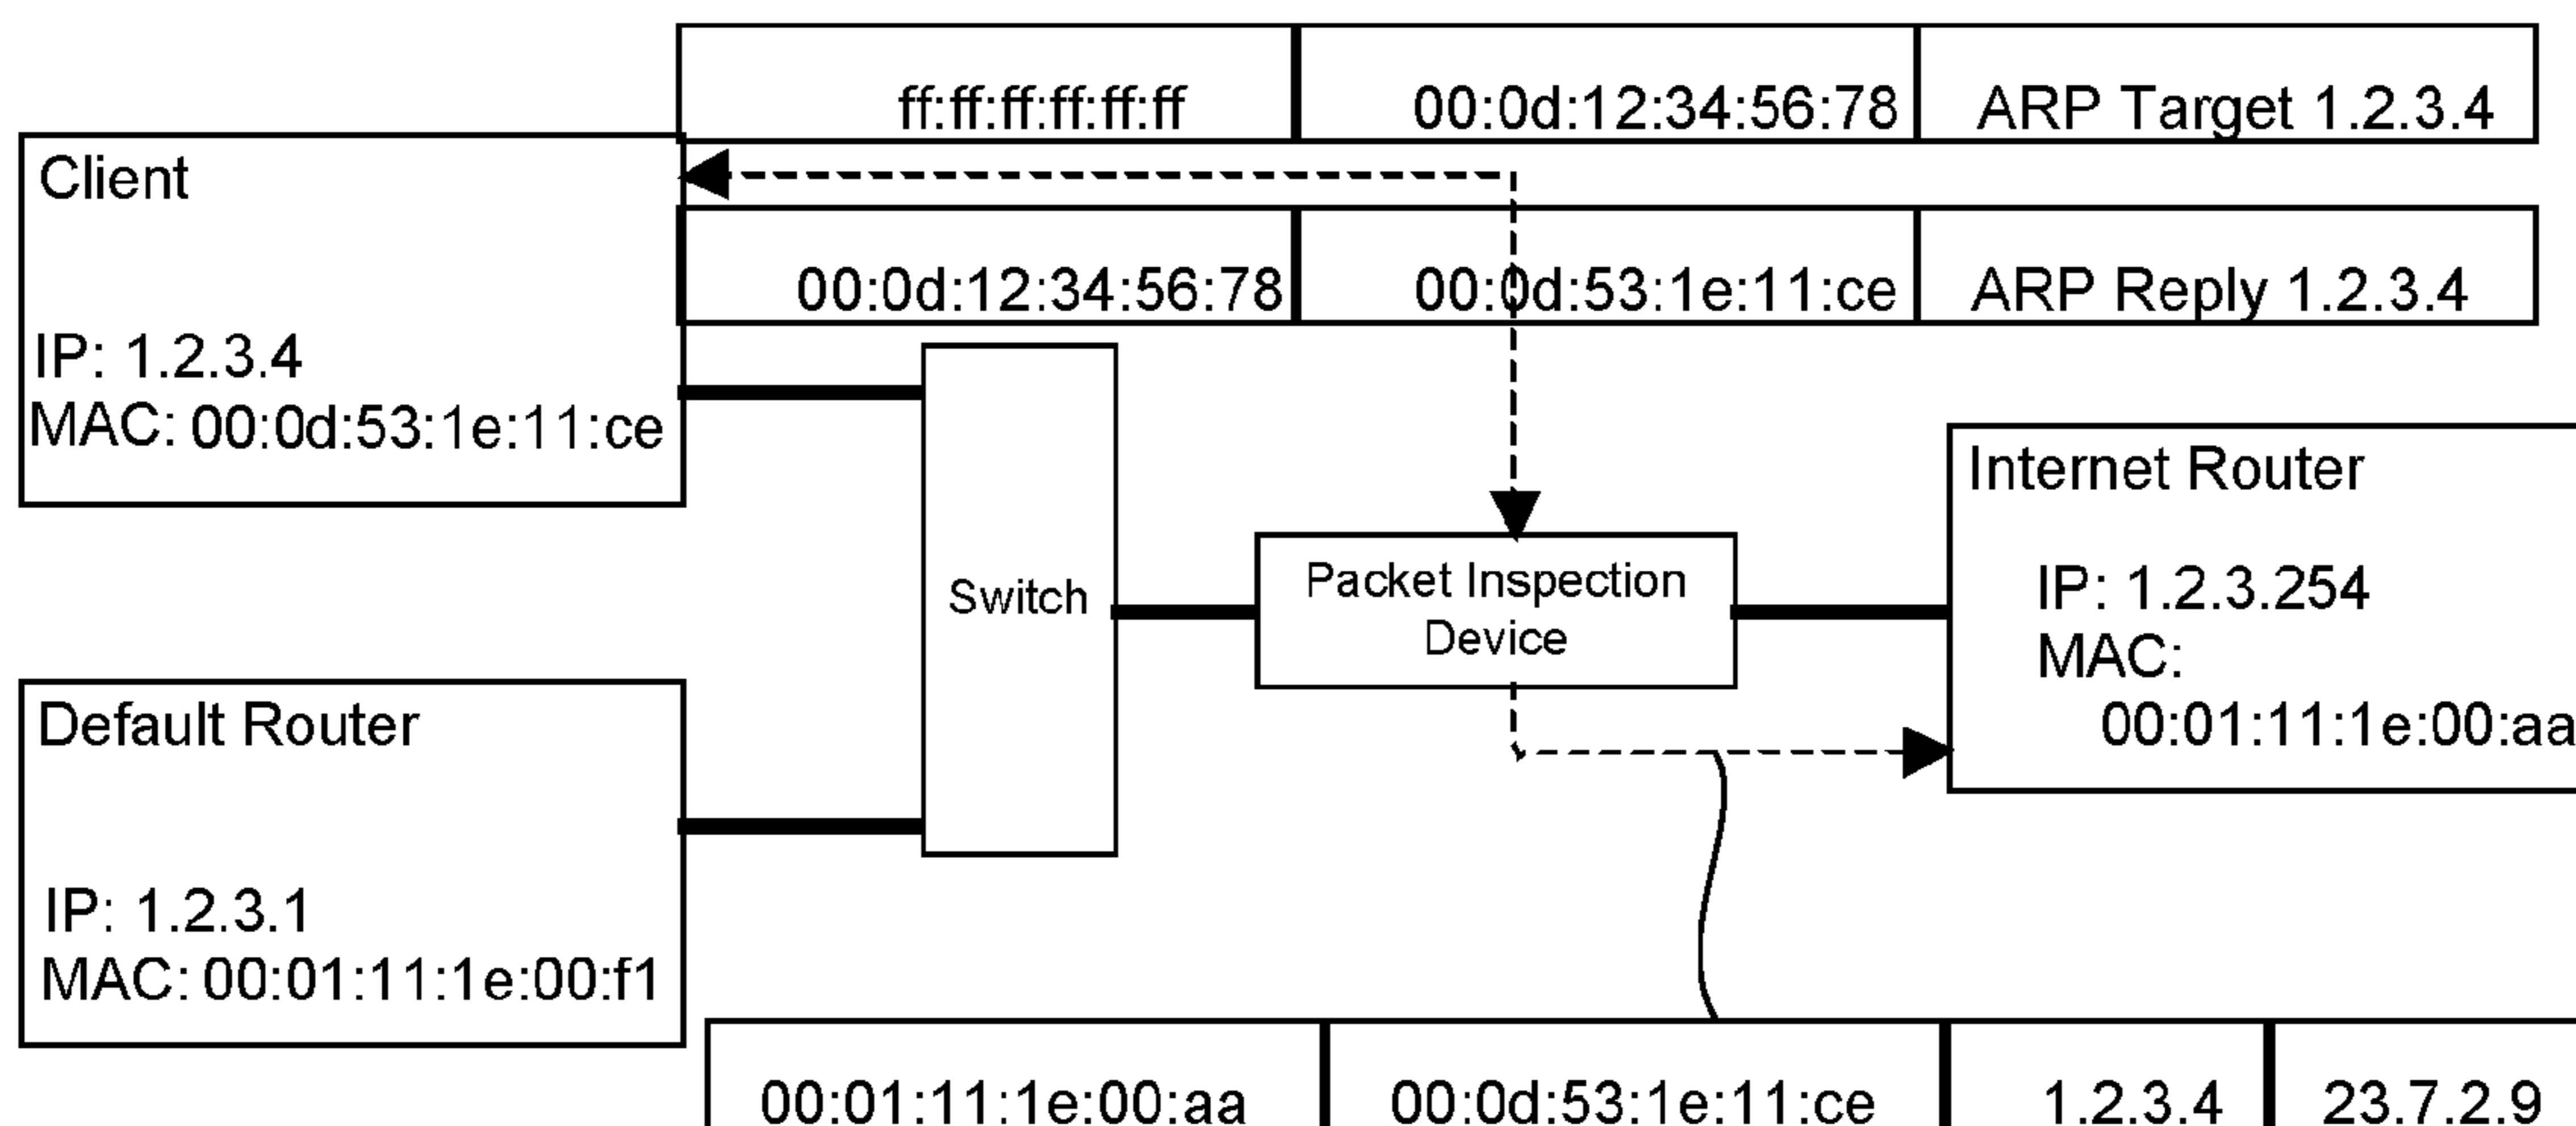 ff:ff:ff:ff:ff:ff 00:0d:12:34:56:78 ARP Target 1.2.3.4
Client
00:0d:12:34:56:78 00:0d:53:1e:11:ce ARP Reply 1.2.3.4
IP: 1.2.3.4
MAC: 00:0d:53:1e:11:ce
Switch
Packet Inspection
Device
Internet Router
IP: 1.2.3.254
MAC:
00:01:11:1e:00:aa
Default Router
IP: 1.2.3.1
MAC: 00:01:11:1e:00:f1
00:01:11:1e:00:aa 00:0d:53:1e:11:ce 1.2.3.4 23.7.2.9